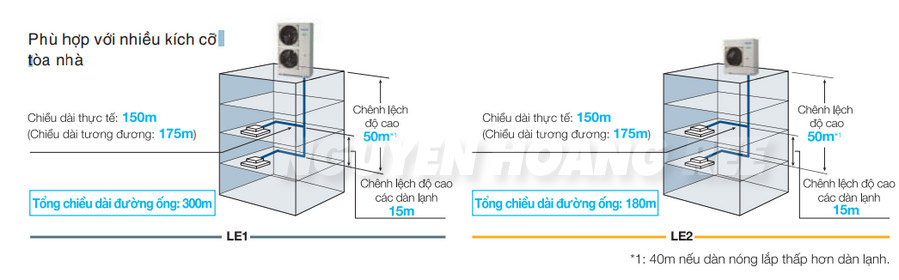 Phù hợp với nhiều kích cỡ
tòa nhà
Chiều dài thực tế: 150m
(Chiều dài tương đương: 175m)
Chênh lệch
độ cao
50m*1
Chênh lệch độ cao
các dàn lạnh
15m
Tổng chiều dài đường ống: 300m
LE1
Chiều dài thực tế: 150m
(Chiều dài tương đương: 175m)
Chênh lệch
độ cao
50m*1
Chênh lệch độ cao
các dàn lạnh
15m
Tổng chiều dài đường ống: 180m
LE2
*1: 40m nếu dàn nóng lắp thấp hơn dàn lạnh.
NGUYEN HOANG REE